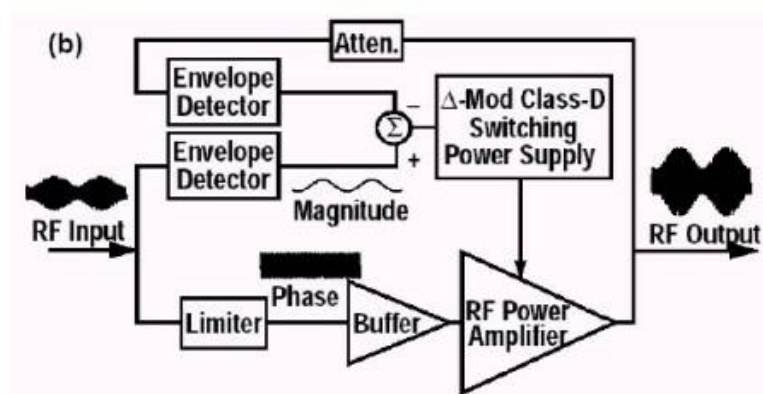 (b)
Atten.
Envelope
Detector
−
Σ
+
Δ-Mod Class-D
Switching
Power Supply
Envelope
Detector
Magnitude
RF Input
RF Output
Phase
Limiter
Buffer
RF Power
Amplifier